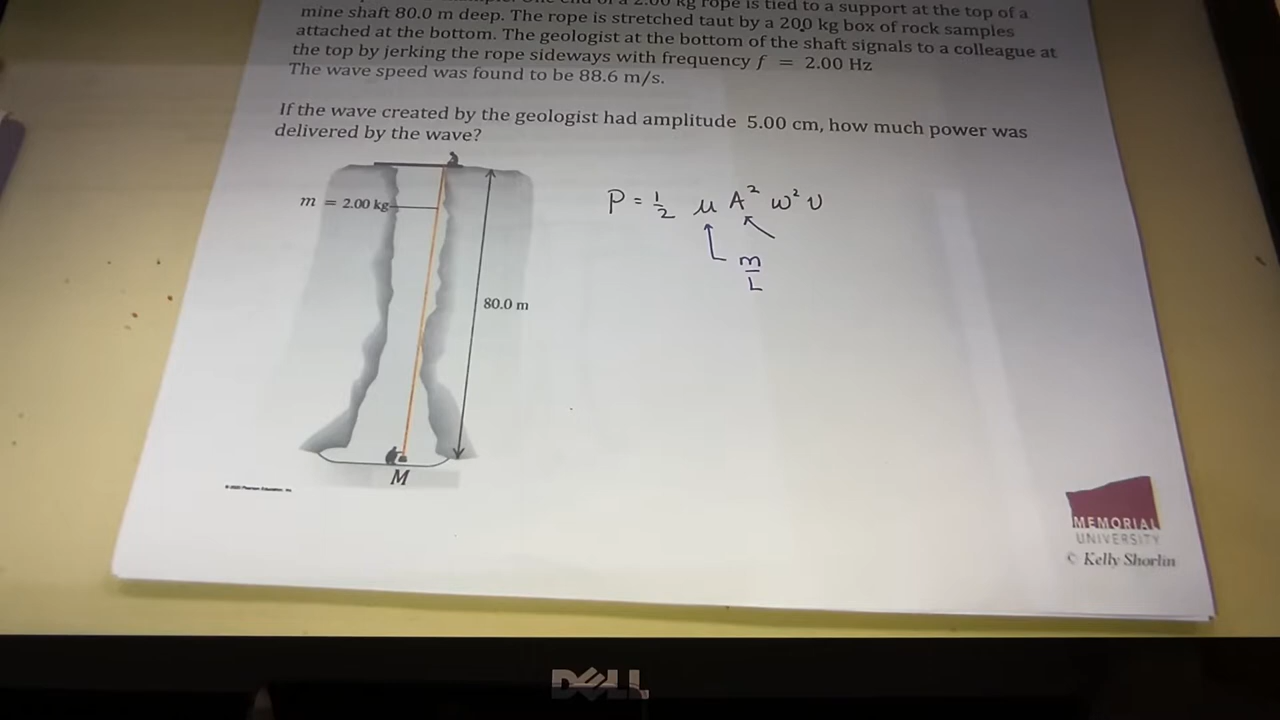 kg rope is tied to a support at the top of a
mine shaft 80.0 m deep. The rope is stretched taut by a 200 kg box of rock samples
attached at the bottom. The geologist at the bottom of the shaft signals to a colleague at
the top by jerking the rope sideways with frequency f = 2.00 Hz
The wave speed was found to be 88.6 m/s.
If the wave created by the geologist had amplitude 5.00 cm, how much power was
delivered by the wave?
m = 2.00 kg
80.0 m
M
P = 1/2 μ A² ω² υ
m/L
MEMORIAL
UNIVERSITY
© Kelly Shorlin
DELL